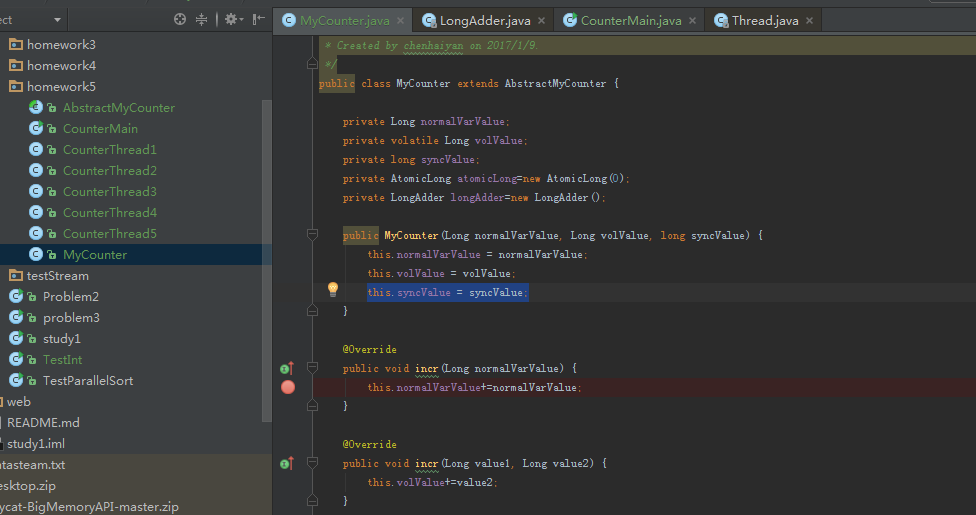 ect
MyCounter.java
LongAdder.java
CounterMain.java
Thread.java
homework3
homework4
homework5
AbstractMyCounter
CounterMain
CounterThread1
CounterThread2
CounterThread3
CounterThread4
CounterThread5
MyCounter
testStream
Problem2
problem3
study1
TestInt
TestParallelSort
web
README.md
study1.iml
tasteam.txt
esktop.zip
ycat-BigMemoryAPI-master.zip
* Created by chenhaiyan on 2017/1/9.
*/
public class MyCounter extends AbstractMyCounter {
private Long normalVarValue;
private volatile Long volValue;
private long syncValue;
private AtomicLong atomicLong=new AtomicLong(0);
private LongAdder longAdder=new LongAdder();
public MyCounter(Long normalVarValue, Long volValue, long syncValue) {
this.normalVarValue = normalVarValue;
this.volValue = volValue;
this.syncValue = syncValue;
}
@Override
public void incr(Long normalVarValue) {
this.normalVarValue+=normalVarValue;
}
@Override
public void incr(Long value1, Long value2) {
this.volValue+=value2;
}